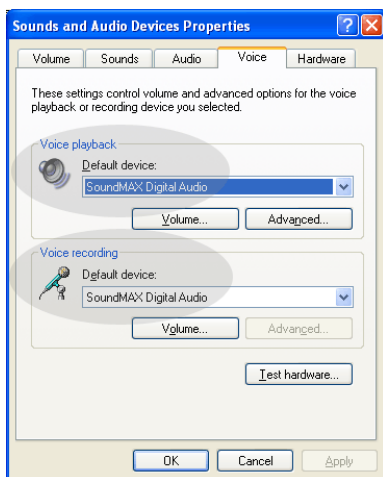 Sounds and Audio Devices Properties
Volume Sounds Audio Voice Hardware
These settings control volume and advanced options for the voice
playback or recording device you selected.
Voice playback
Default device:
SoundMAX Digital Audio
Volume... Advanced...
Voice recording
Default device:
SoundMAX Digital Audio
Volume... Advanced...
Test hardware...
OK Cancel Apply